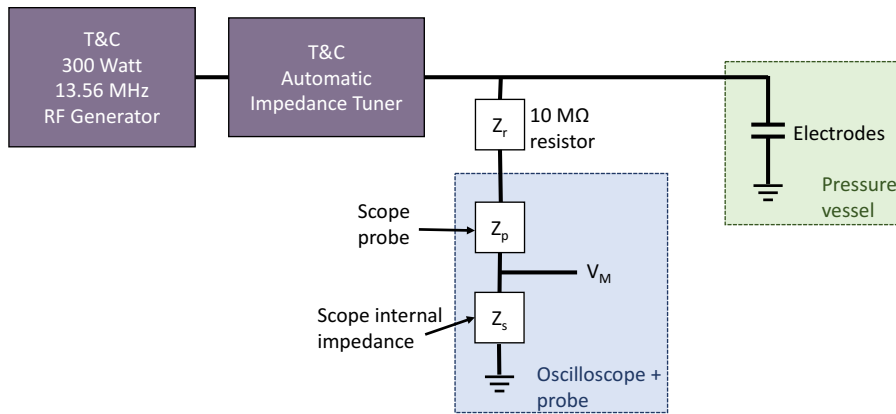 T&C
300 Watt
13.56 MHz
RF Generator
T&C
Automatic
Impedance Tuner
Zr
10 MΩ
resistor
Electrodes
Pressure
vessel
Scope
probe
Zp
VM
Scope internal
impedance
Zs
Oscilloscope +
probe